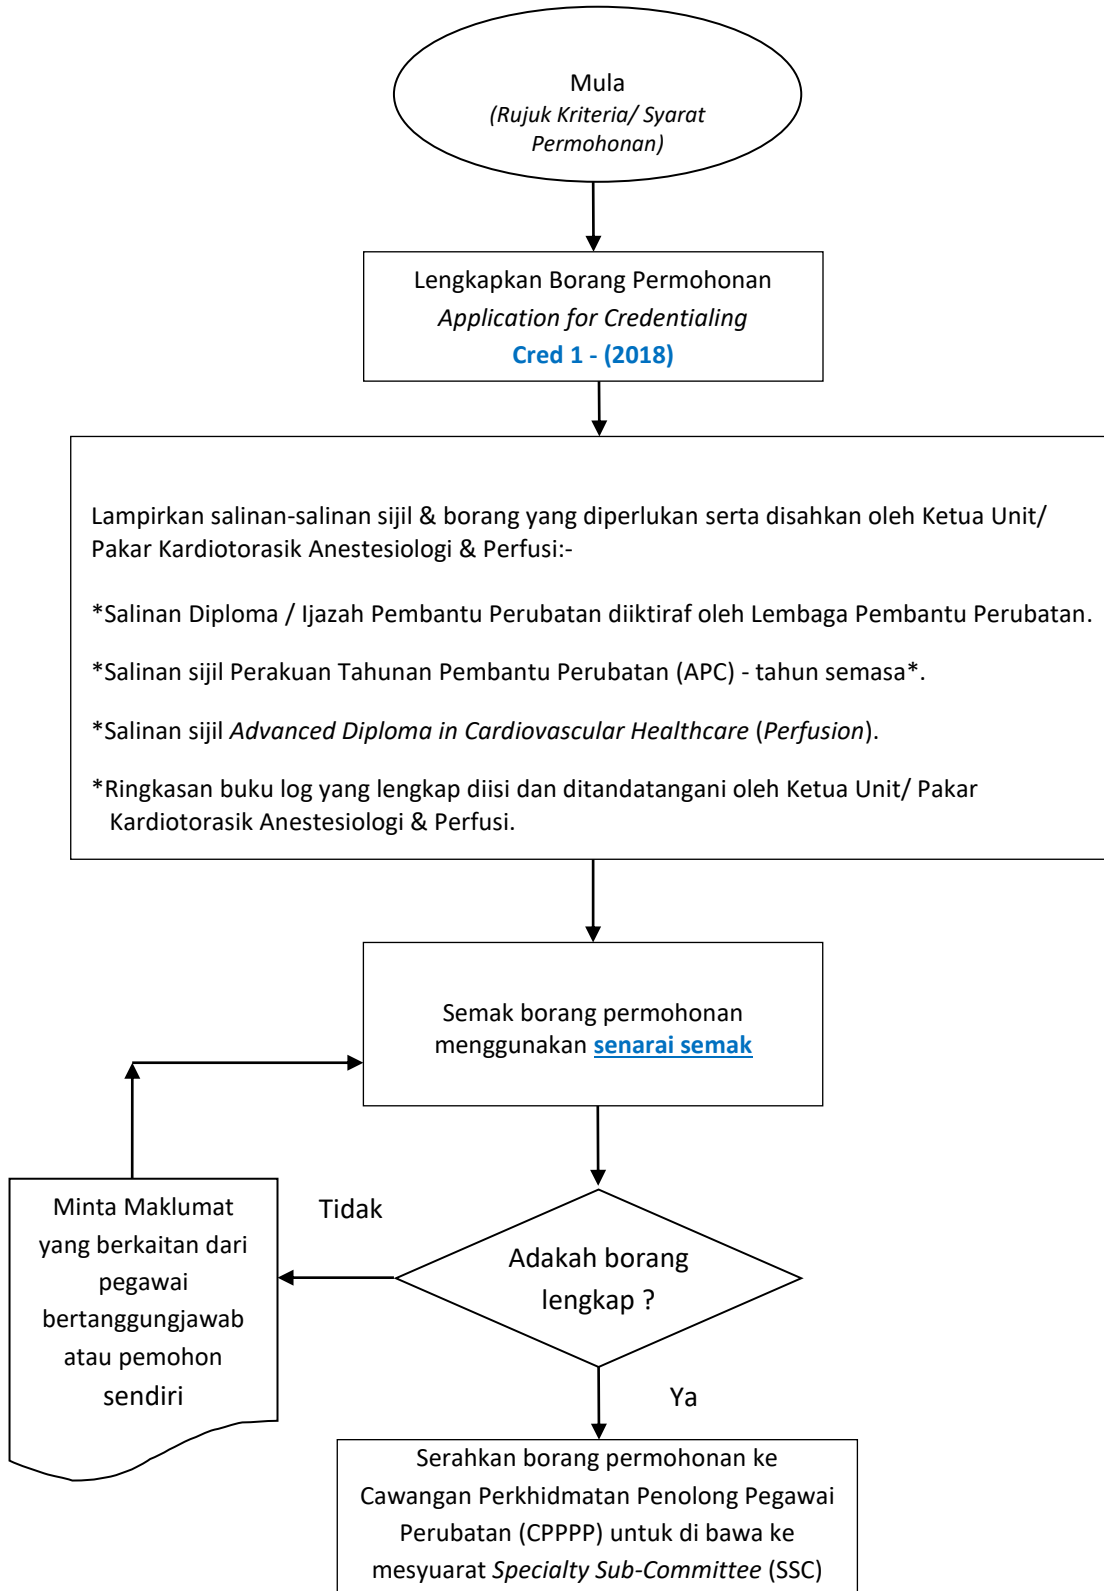 Mula
(Rujuk Kriteria/ Syarat
Permohonan)
Lengkapkan Borang Permohonan
Application for Credentialing
Cred 1 - (2018)
Lampirkan salinan-salinan sijil & borang yang diperlukan serta disahkan oleh Ketua Unit/
Pakar Kardiotorasik Anestesiologi & Perfusi:-
*Salinan Diploma / Ijazah Pembantu Perubatan diiktiraf oleh Lembaga Pembantu Perubatan.
*Salinan sijil Perakuan Tahunan Pembantu Perubatan (APC) - tahun semasa*.
*Salinan sijil Advanced Diploma in Cardiovascular Healthcare (Perfusion).
*Ringkasan buku log yang lengkap diisi dan ditandatangani oleh Ketua Unit/ Pakar
Kardiotorasik Anestesiologi & Perfusi.
Semak borang permohonan
menggunakan senarai semak
Adakah borang
lengkap ?
Tidak
Minta Maklumat
yang berkaitan dari
pegawai
bertanggungjawab
atau pemohon
sendiri
Ya
Serahkan borang permohonan ke
Cawangan Perkhidmatan Penolong Pegawai
Perubatan (CPPPP) untuk di bawa ke
mesyuarat Specialty Sub-Committee (SSC)